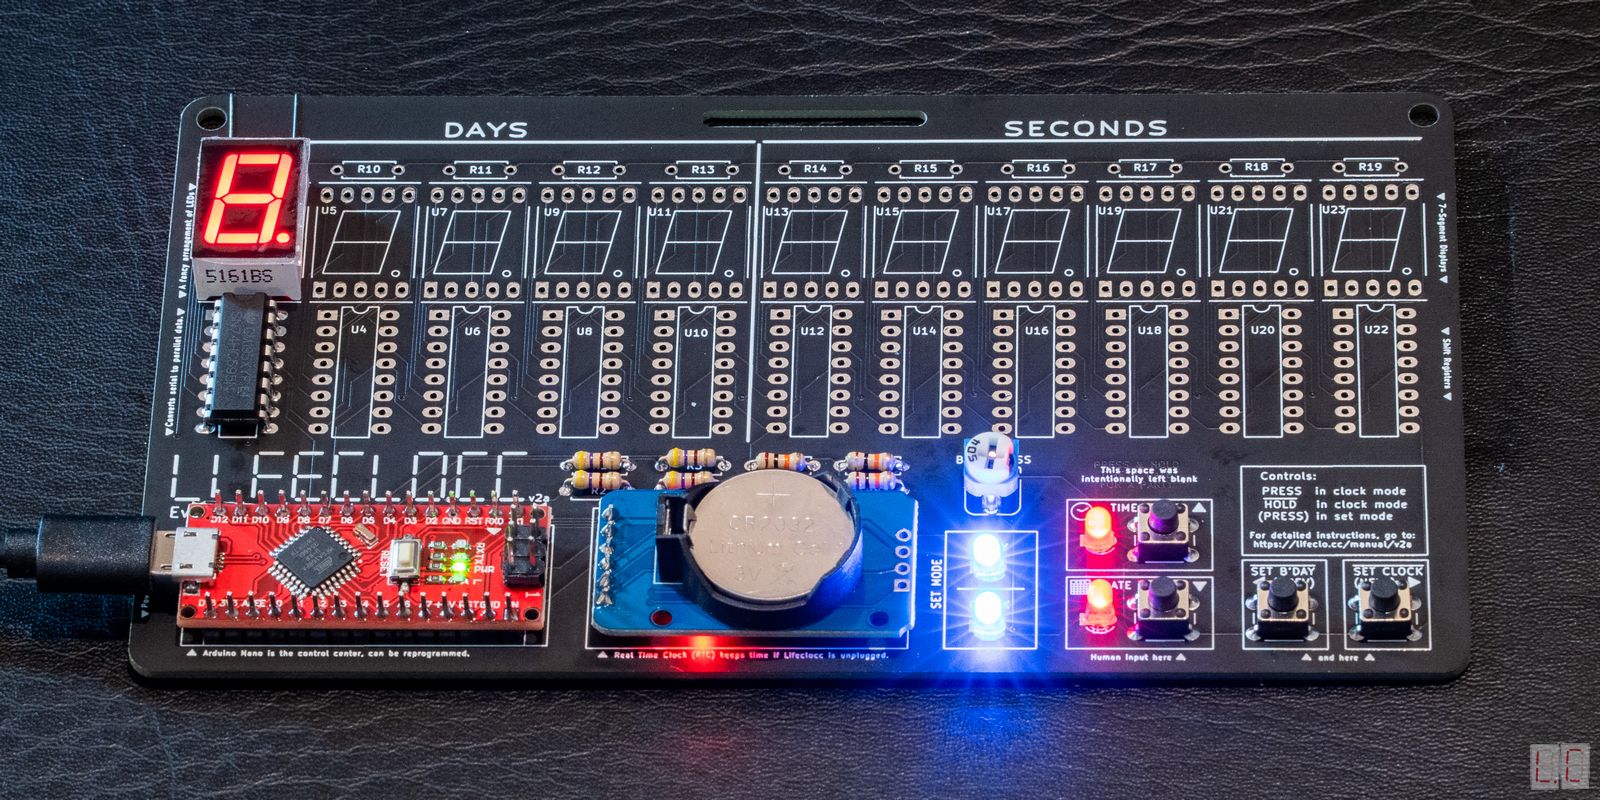 DAYS
SECONDS
R10
R11
R12
R13
R14
R15
R16
R17
R18
R19
U5
U7
U9
U11
U13
U15
U17
U19
U21
U23
5161BS
▼ A fancy arrangement of LEDs ▼
▼ 7-Segment Displays ▼
U4
U6
U8
U10
U12
U14
U16
U18
U20
U22
▼ Converts serial to parallel data. ▼
▼ Shift Registers ▼
LIFECLOCC
v2a
504
This space was
intentionally left blank
Controls:
PRESS in clock mode
HOLD in clock mode
(PRESS) in set mode
For detailed instructions, go to:
https://lifeclo.cc/manual/v2a
D12 D11 D10 D9 D8 D7 D6 D5 D4 D3 D2 GND RST RX0
RESET
RX
TX
PWR
L
CR2032
SET MODE
TIME
SET B'DAY
SET CLOCK
▲ Arduino Nano is the control center, can be reprogrammed.
▲ Real Time Clock (RTC) keeps time if Lifeclocc is unplugged.
Human input here ▲
▲ and here ▲
L.C